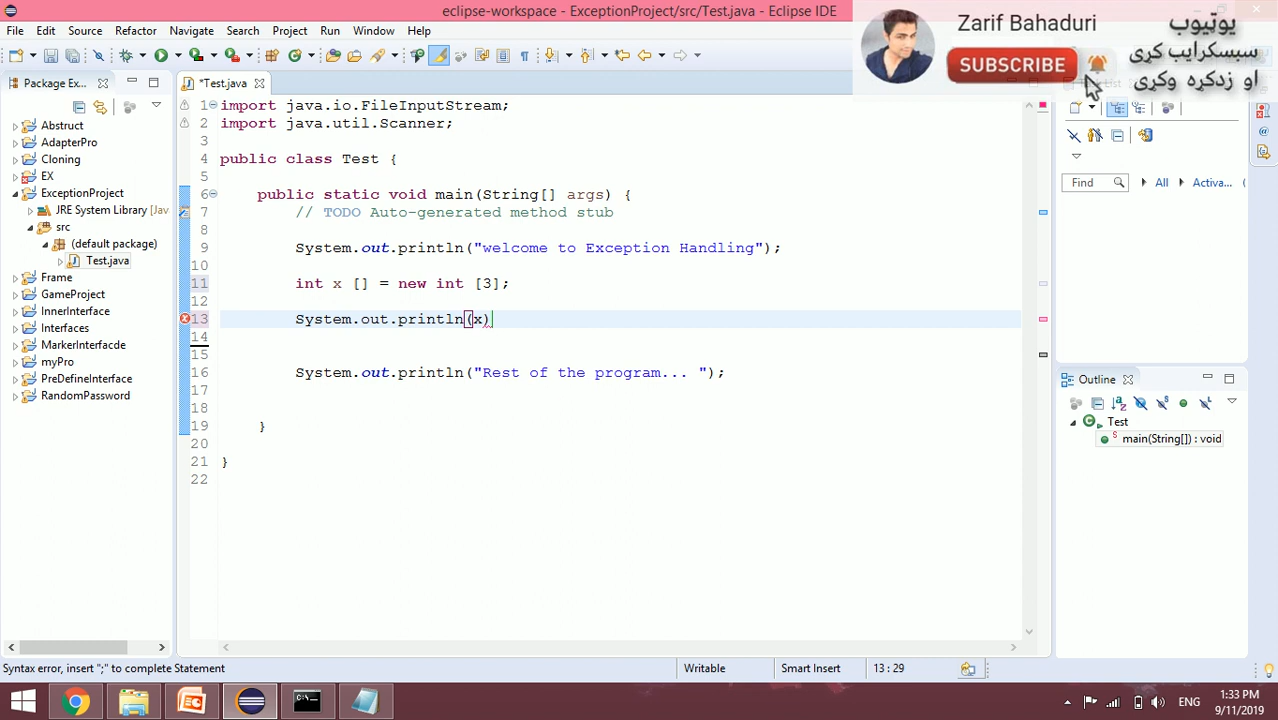 eclipse-workspace - ExceptionProject/src/Test.java - Eclipse IDE
File Edit Source Refactor Navigate Search Project Run Window Help
Zarif Bahaduri
SUBSCRIBE
یوټیوب
سبسکرایب کړی
او زدکړه وکړی
Package Ex...
*Test.java
Abstract
AdapterPro
Cloning
EX
ExceptionProject
JRE System Library [Jav
src
(default package)
Test.java
Frame
GameProject
InnerInterface
Interfaces
MarkerInterfacde
myPro
PreDefineInterface
RandomPassword
1 import java.io.FileInputStream;
2 import java.util.Scanner;
3
4 public class Test {
5
6 public static void main(String[] args) {
7 // TODO Auto-generated method stub
8
9 System.out.println("welcome to Exception Handling");
10
11 int x [] = new int [3];
12
13 System.out.println(x)
14
15
16 System.out.println("Rest of the program... ");
17
18
19 }
20
21 }
22
Find All Activa...
Outline
Test
main(String[]) : void
Syntax error, insert ";" to complete Statement
Writable
Smart Insert
13 : 29
ENG
1:33 PM
9/11/2019